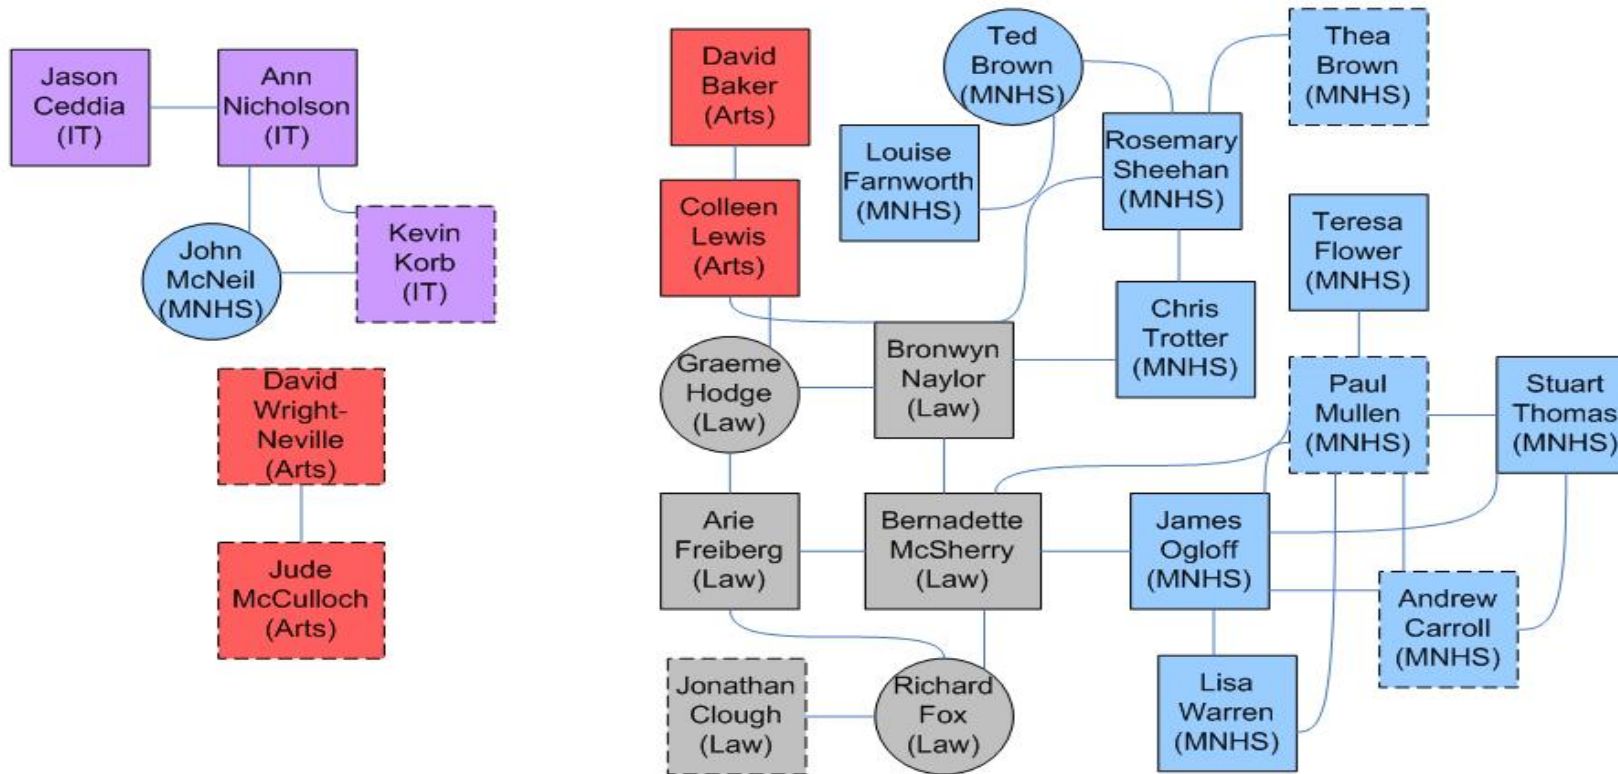 Jason
Ceddia
(IT)
Ann
Nicholson
(IT)
John
McNeil
(MNHS)
Kevin
Korb
(IT)
David
Wright-
Neville
(Arts)
Jude
McCulloch
(Arts)
David
Baker
(Arts)
Colleen
Lewis
(Arts)
Ted
Brown
(MNHS)
Thea
Brown
(MNHS)
Louise
Farnworth
(MNHS)
Rosemary
Sheehan
(MNHS)
Teresa
Flower
(MNHS)
Chris
Trotter
(MNHS)
Graeme
Hodge
(Law)
Bronwyn
Naylor
(Law)
Paul
Mullen
(MNHS)
Stuart
Thomas
(MNHS)
Arie
Freiberg
(Law)
Bernadette
McSherry
(Law)
James
Ogloff
(MNHS)
Andrew
Carroll
(MNHS)
Jonathan
Clough
(Law)
Richard
Fox
(Law)
Lisa
Warren
(MNHS)